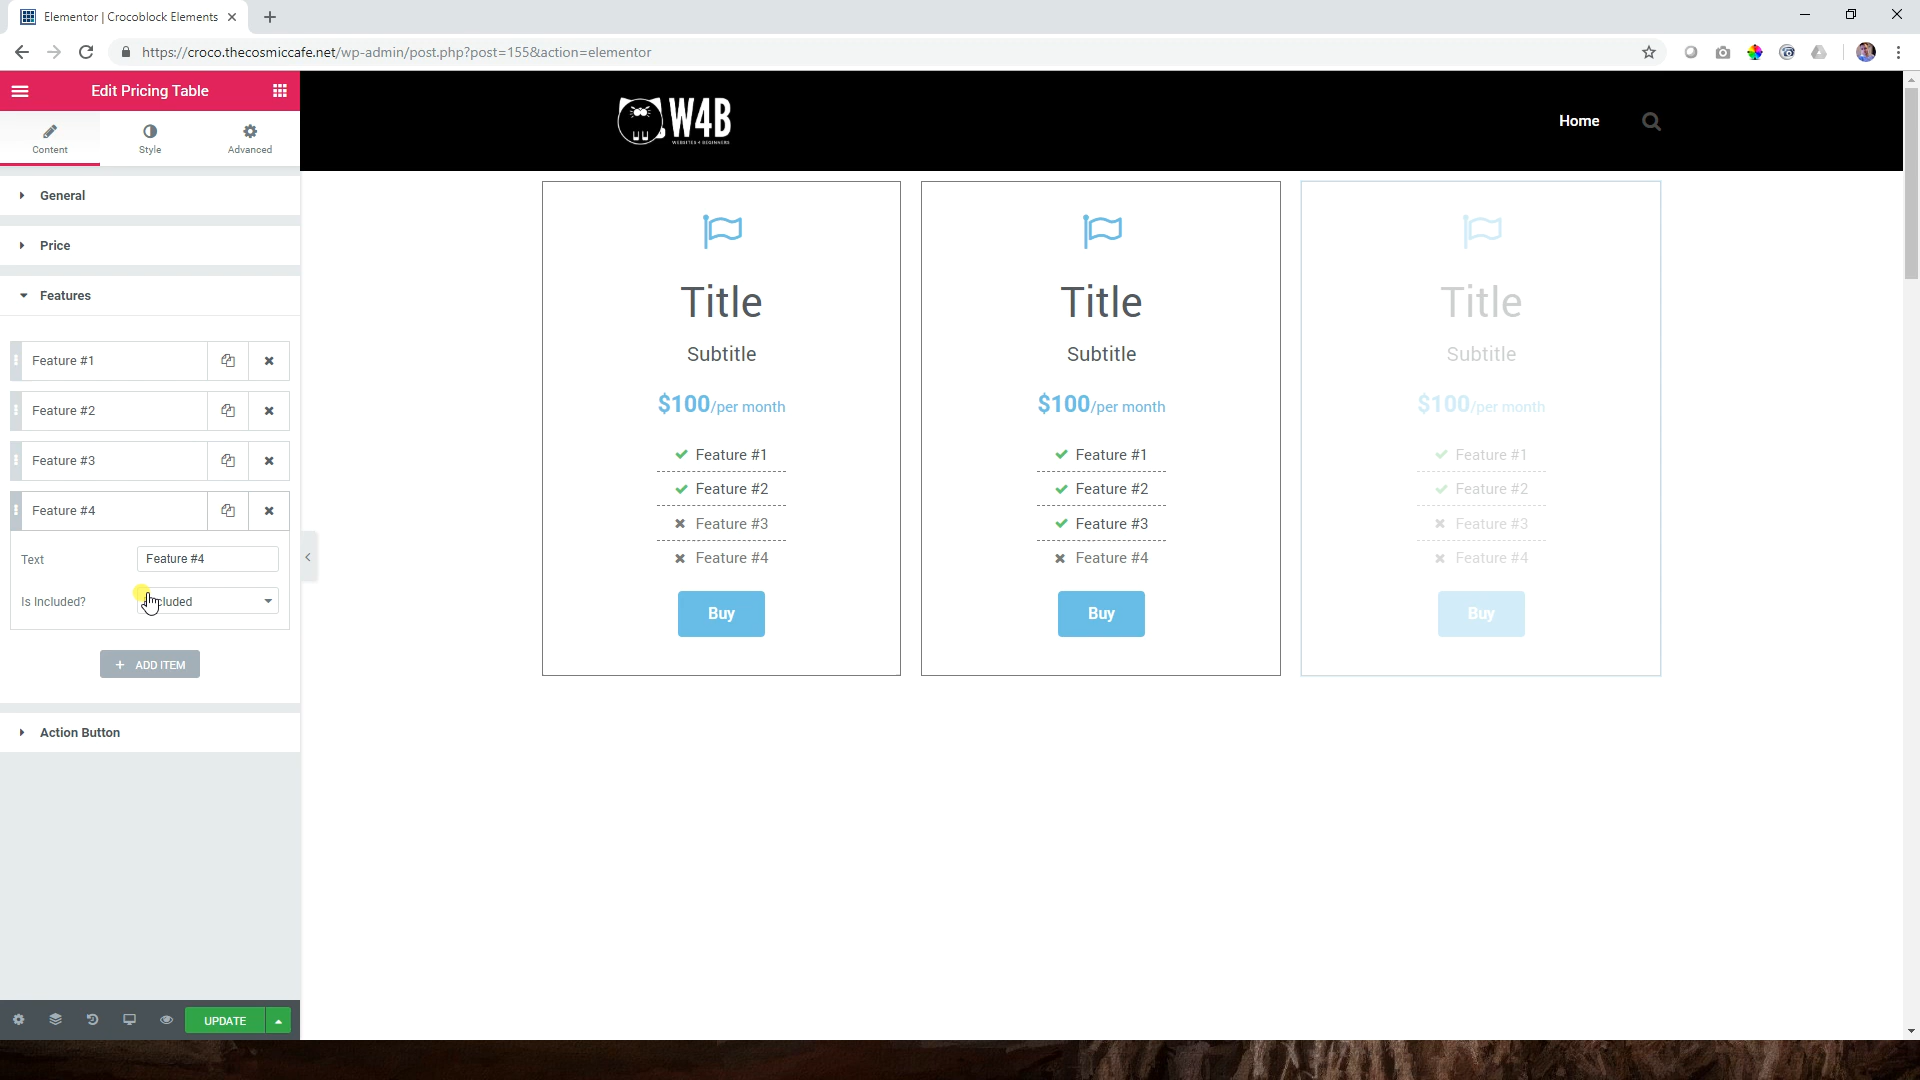 Elementor | Crocoblock Elements
https://croco.thecosmiccafe.net/wp-admin/post.php?post=155&action=elementor
Edit Pricing Table
Content
Style
Advanced
General
Price
Features
Feature #1
Feature #2
Feature #3
Feature #4
Text
Feature #4
Is Included?
ADD ITEM
Action Button
UPDATE
W4B
WEBSITES 4 BEGINNERS
Home
Title
Subtitle
$100/per month
Feature #1
Feature #2
Feature #3
Feature #4
Buy
Title
Subtitle
$100/per month
Feature #1
Feature #2
Feature #3
Feature #4
Buy
Title
Subtitle
$100/per month
Feature #1
Feature #2
Feature #3
Feature #4
Buy